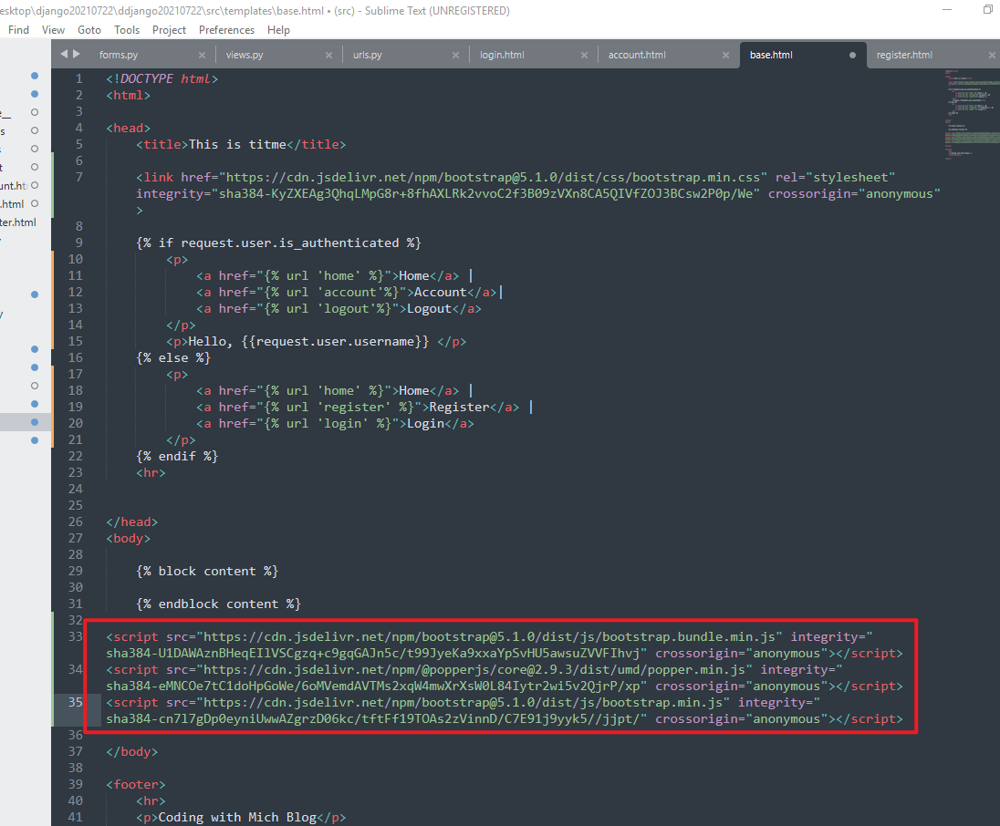 esktop\django20210722\ddjango20210722\src\templates\base.html • (src) - Sublime Text (UNREGISTERED)
Find View Goto Tools Project Preferences Help
forms.py × views.py × urls.py × login.html × account.html × base.html register.html ×
1 <!DOCTYPE html>
2 <html>
3
4 <head>
5 <title>This is titme</title>
6
7 <link href="https://cdn.jsdelivr.net/npm/bootstrap@5.1.0/dist/css/bootstrap.min.css" rel="stylesheet"
integrity="sha384-KyZXEAg3QhqLMpG8r+8fhAXLRk2vvoC2f3B09zVXn8CA5QIVfZOJ3BCsw2P0p/We" crossorigin="anonymous"
>
8
9 {% if request.user.is_authenticated %}
10 <p>
11 <a href="{% url 'home' %}">Home</a> |
12 <a href="{% url 'account'%}">Account</a>|
13 <a href="{% url 'logout'%}">Logout</a>
14 </p>
15 <p>Hello, {{request.user.username}} </p>
16 {% else %}
17 <p>
18 <a href="{% url 'home' %}">Home</a> |
19 <a href="{% url 'register' %}">Register</a> |
20 <a href="{% url 'login' %}">Login</a>
21 </p>
22 {% endif %}
23 <hr>
24
25
26 </head>
27 <body>
28
29 {% block content %}
30
31 {% endblock content %}
32
33 <script src="https://cdn.jsdelivr.net/npm/bootstrap@5.1.0/dist/js/bootstrap.bundle.min.js" integrity="
sha384-U1DAWAznBHeqEIlVSCgzq+c9gqGAJn5c/t99JyeKa9xxaYpSvHU5awsuZVVFIhvj" crossorigin="anonymous"></script>
34 <script src="https://cdn.jsdelivr.net/npm/@popperjs/core@2.9.3/dist/umd/popper.min.js" integrity="
sha384-eMNCOe7tC1doHpGoWe/6oMVemdAVTMs2xqW4mwXrXsW0L84Iytr2wi5v2QjrP/xp" crossorigin="anonymous"></script>
35 <script src="https://cdn.jsdelivr.net/npm/bootstrap@5.1.0/dist/js/bootstrap.min.js" integrity="
sha384-cn7l7gDp0eyniUwwAZgrzD06kc/tftFf19TOAs2zVinnD/C7E91j9yyk5//jjpt/" crossorigin="anonymous"></script>
36
37 </body>
38
39 <footer>
40 <hr>
41 <p>Coding with Mich Blog</p>